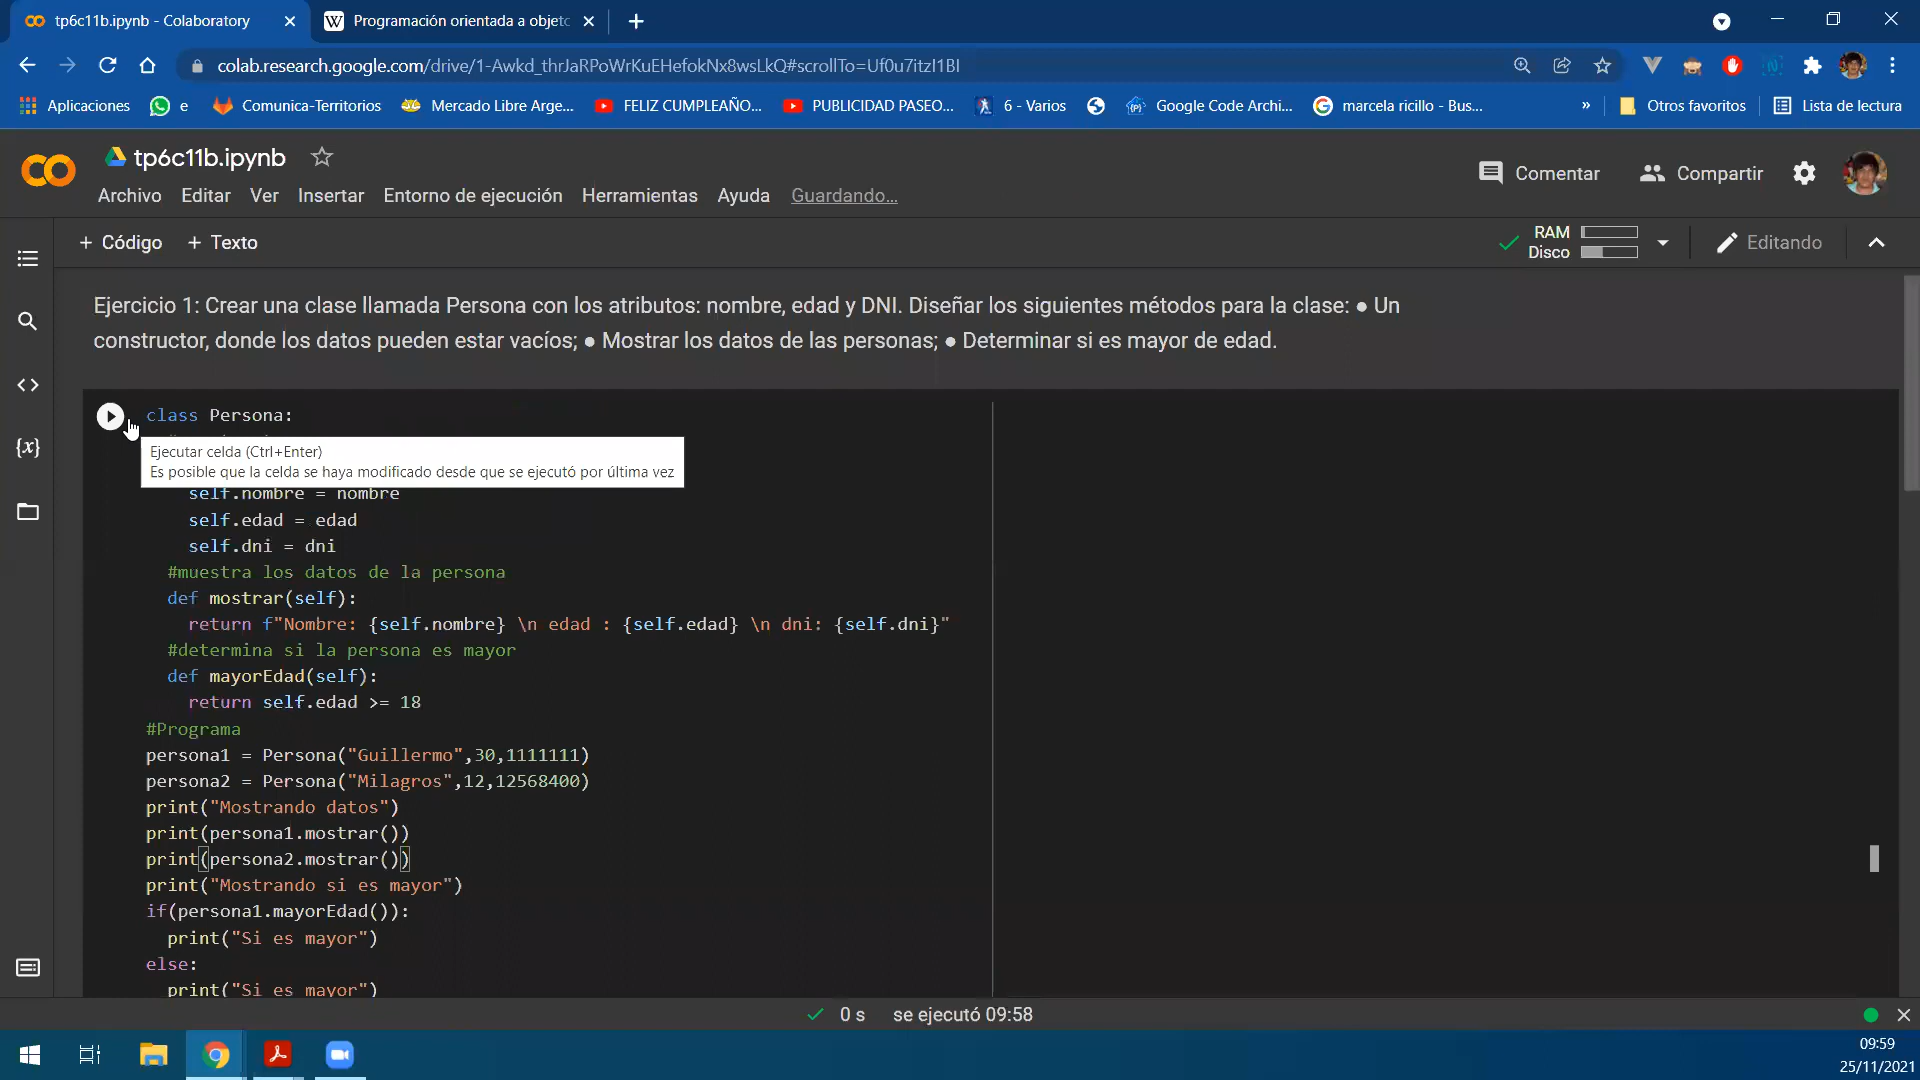 tp6c11b.ipynb - Colaboratory
Programación orientada a objeto
colab.research.google.com/drive/1-Awkd_thrJaRPoWrKuEHefokNx8wsLkQ#scrollTo=Uf0u7itzI1BI
Aplicaciones e Comunica-Territorios Mercado Libre Arge... FELIZ CUMPLEAÑO... PUBLICIDAD PASEO... 6 - Varios Google Code Archi... marcela ricillo - Bus... » Otros favoritos Lista de lectura
tp6c11b.ipynb
Comentar Compartir
Archivo Editar Ver Insertar Entorno de ejecución Herramientas Ayuda Guardando...
+ Código + Texto
RAM
Disco
Editando
Ejercicio 1: Crear una clase llamada Persona con los atributos: nombre, edad y DNI. Diseñar los siguientes métodos para la clase: ● Un
constructor, donde los datos pueden estar vacíos; ● Mostrar los datos de las personas; ● Determinar si es mayor de edad.
class Persona:
Ejecutar celda (Ctrl+Enter)
Es posible que la celda se haya modificado desde que se ejecutó por última vez
self.nombre = nombre
self.edad = edad
self.dni = dni
#muestra los datos de la persona
def mostrar(self):
return f"Nombre: {self.nombre} \n edad : {self.edad} \n dni: {self.dni}"
#determina si la persona es mayor
def mayorEdad(self):
return self.edad >= 18
#Programa
persona1 = Persona("Guillermo",30,1111111)
persona2 = Persona("Milagros",12,12568400)
print("Mostrando datos")
print(persona1.mostrar())
print(persona2.mostrar())
print("Mostrando si es mayor")
if(persona1.mayorEdad()):
print("Si es mayor")
else:
print("Si es mayor")
0 s se ejecutó 09:58
09:59
25/11/2021